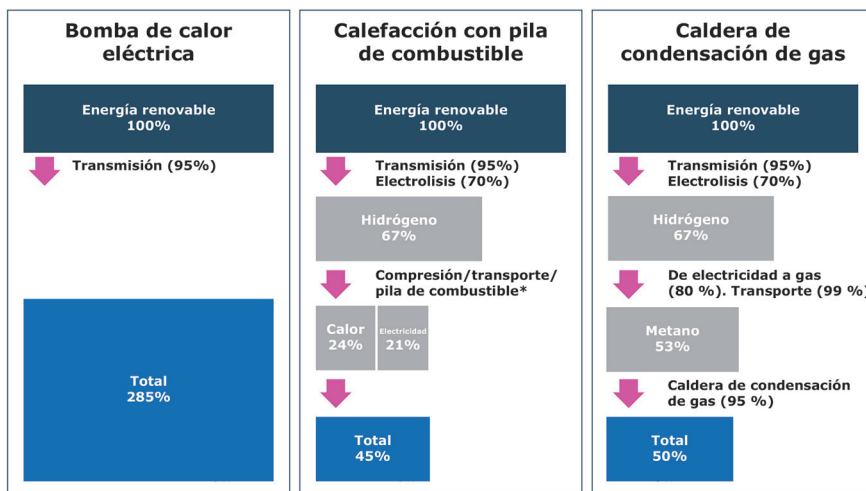 Bomba de calor
eléctrica
Energía renovable
100%
Transmisión (95%)
Total
285%
Calefacción con pila
de combustible
Energía renovable
100%
Transmisión (95%)
Electrolisis (70%)
Hidrógeno
67%
Compresión/transporte/
pila de combustible*
Calor
24%
Electricidad
21%
Total
45%
Caldera de
condensación de gas
Energía renovable
100%
Transmisión (95%)
Electrolisis (70%)
Hidrógeno
67%
De electricidad a gas
(80 %). Transporte (99 %)
Metano
53%
Caldera de condensación
de gas (95 %)
Total
50%